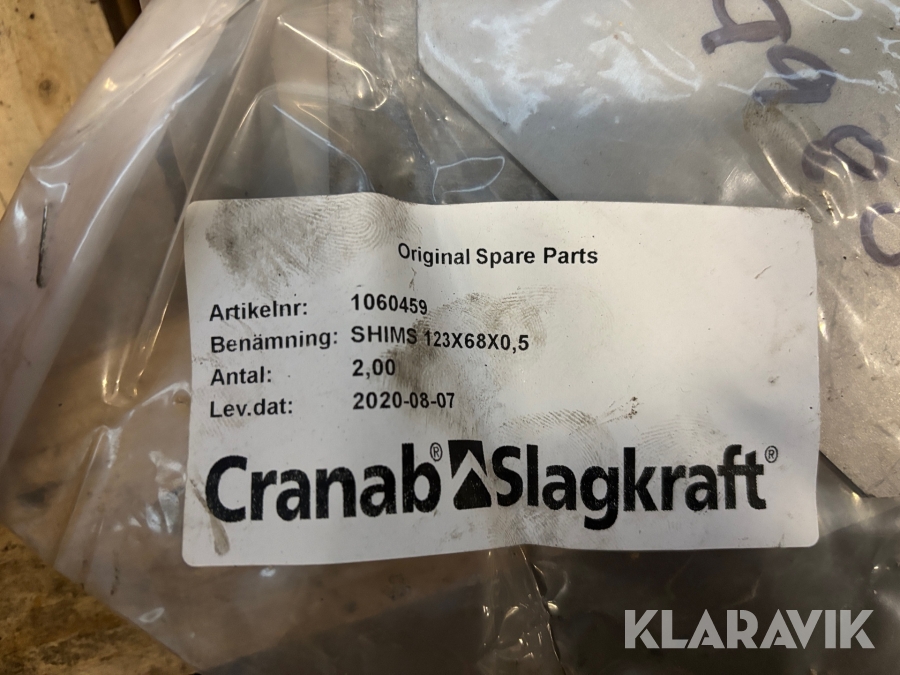 Original Spare Parts
Artikelnr: 1060459
Benämning: SHIMS 123X68X0,5
Antal: 2,00
Lev.dat: 2020-08-07
Cranab® Slagkraft®
KLARAVIK